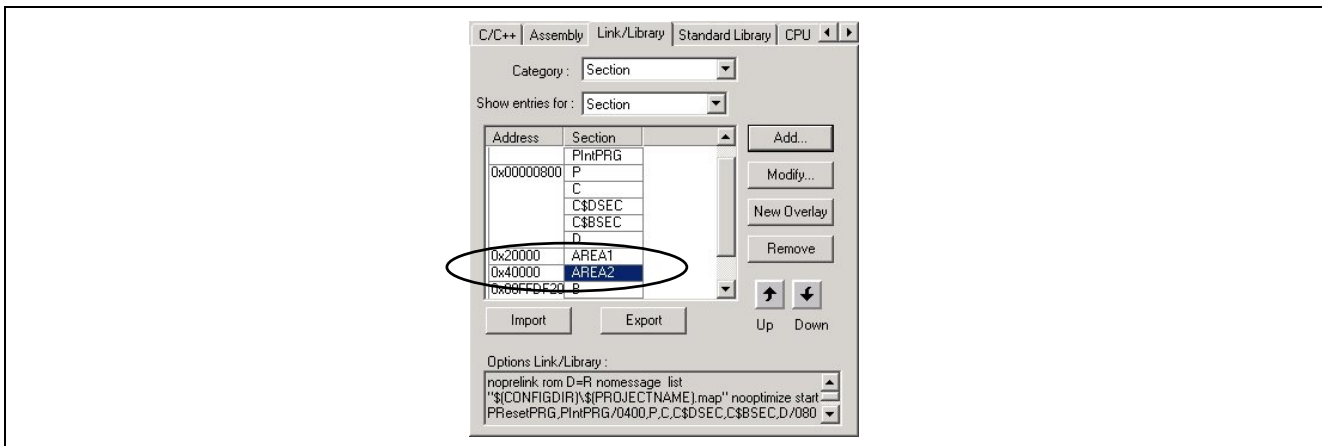 C/C++ Assembly Link/Library Standard Library CPU
Category : Section
Show entries for : Section
Address Section
PIntPRG
0x00000800 P
C
C$DSEC
C$BSEC
D
0x20000 AREA1
0x40000 AREA2
0x00FFDF20 B
Add...
Modify...
New Overlay
Remove
Up Down
Import Export
Options Link/Library :
noprelink rom D=R nomessage list
"$(CONFIGDIR)\$(PROJECTNAME).map" nooptimize start
PResetPRG,PIntPRG/0400,P,C,C$DSEC,C$BSEC,D/080